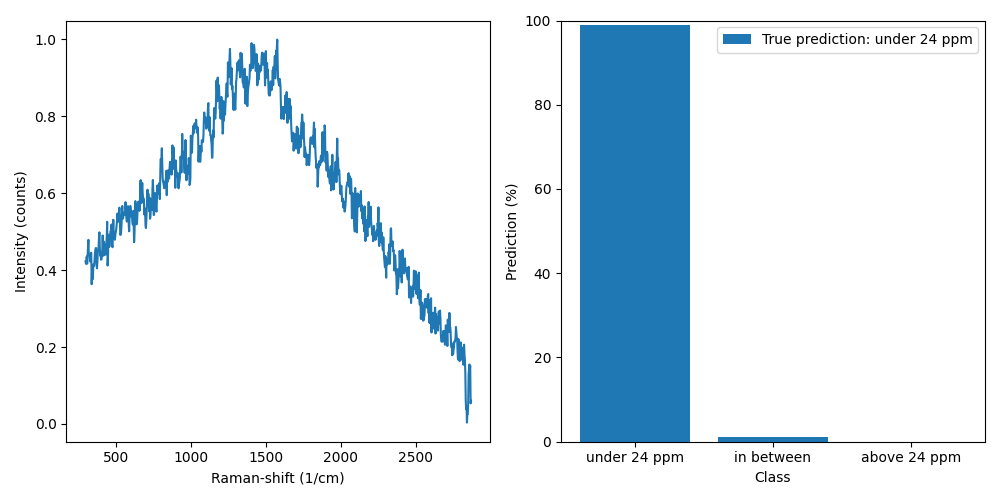 1.0
0.8
0.6
0.4
0.2
0.0
Intensity (counts)
500 1000 1500 2000 2500
Raman-shift (1/cm)
100
80
60
40
20
0
Prediction (%)
True prediction: under 24 ppm
under 24 ppm in between above 24 ppm
Class